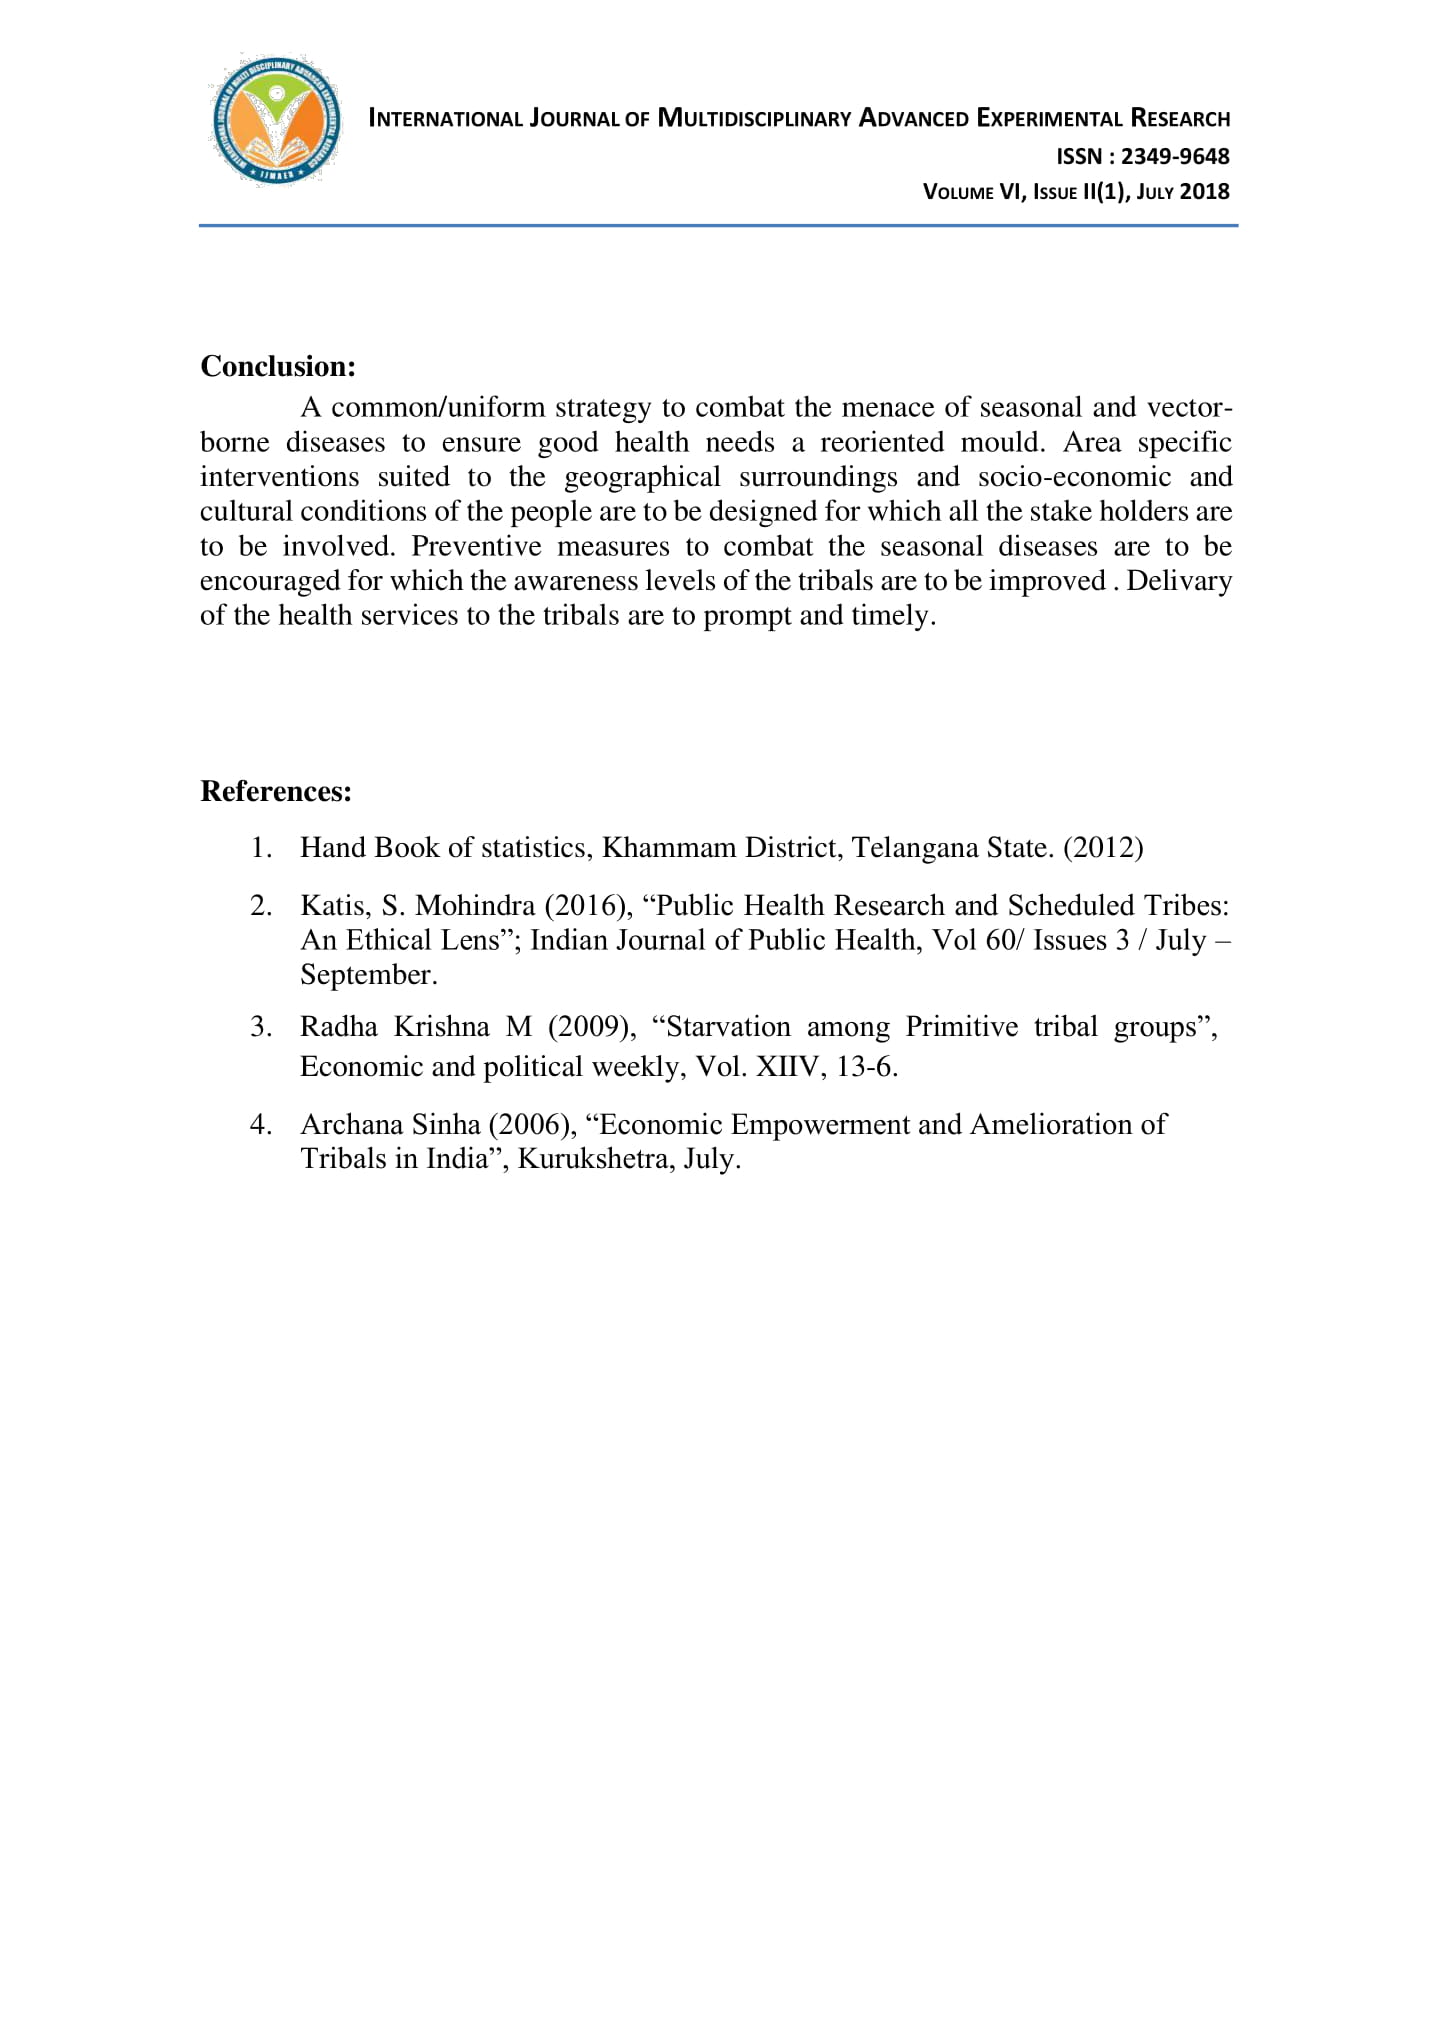 INTERNATIONAL JOURNAL OF MULTIDISCIPLINARY ADVANCED EXPERIMENTAL RESEARCH
ISSN : 2349-9648
VOLUME VI, ISSUE II(1), JULY 2018
INTERNATIONAL JOURNAL OF MULTI DISCIPLINARY ADVANCED EXPERIMENTAL RESEARCH
IJMAER
Conclusion:
A common/uniform strategy to combat the menace of seasonal and vector-
borne diseases to ensure good health needs a reoriented mould. Area specific
interventions suited to the geographical surroundings and socio-economic and
cultural conditions of the people are to be designed for which all the stake holders are
to be involved. Preventive measures to combat the seasonal diseases are to be
encouraged for which the awareness levels of the tribals are to be improved . Delivary
of the health services to the tribals are to prompt and timely.
References:
1. Hand Book of statistics, Khammam District, Telangana State. (2012)
2. Katis, S. Mohindra (2016), “Public Health Research and Scheduled Tribes:
An Ethical Lens”; Indian Journal of Public Health, Vol 60/ Issues 3 / July –
September.
3. Radha Krishna M (2009), “Starvation among Primitive tribal groups”,
Economic and political weekly, Vol. XIIV, 13-6.
4. Archana Sinha (2006), “Economic Empowerment and Amelioration of
Tribals in India”, Kurukshetra, July.